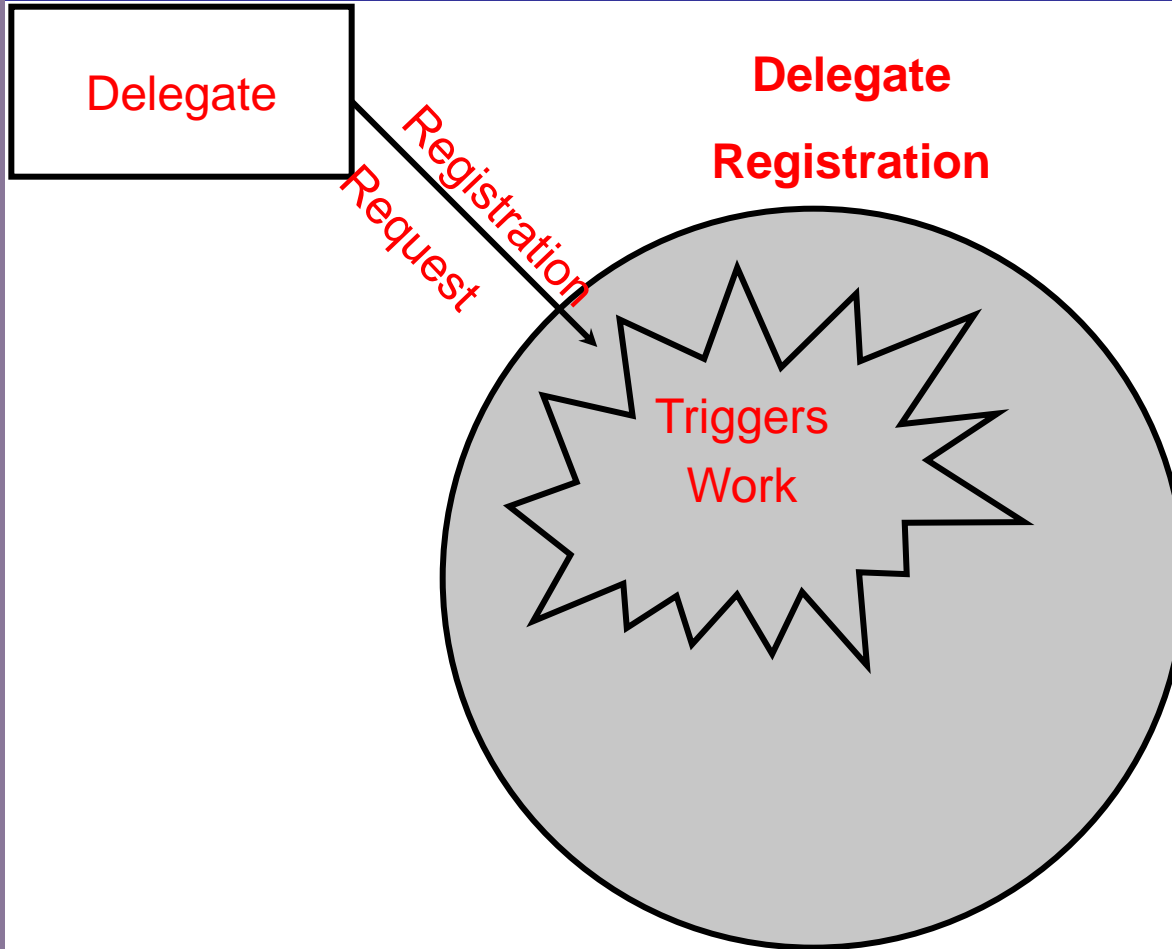 Delegate
Delegate
Registration
Registration
Request
Triggers
Work